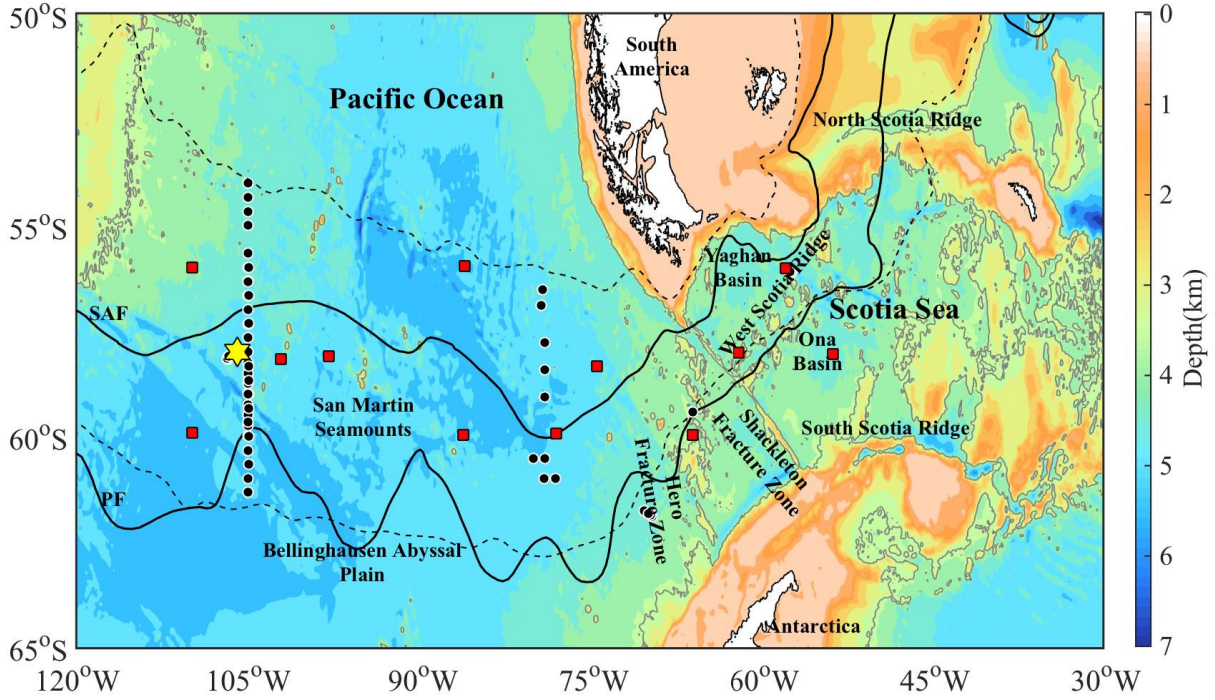 50°S
55°S
60°S
65°S
120°W
105°W
90°W
75°W
60°W
45°W
30°W
Pacific Ocean
South
America
North Scotia Ridge
Yaghan
Basin
West Scotia Ridge
Scotia Sea
Ona
Basin
SAF
San Martin
Seamounts
PF
Bellinghausen Abyssal
Plain
Hero
Fracture Zone
Shackleton
Fracture Zone
South Scotia Ridge
Antarctica
0
1
2
3
4
5
6
7
Depth(km)